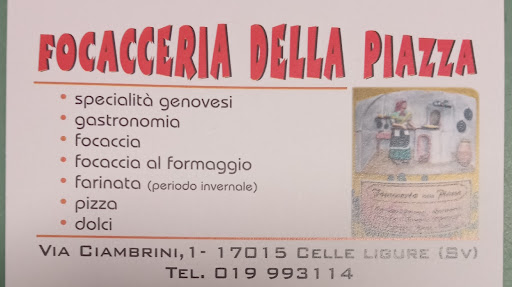 FOCACCERIA DELLA PIAZZA
• specialità genovesi
• gastronomia
• focaccia
• focaccia al formaggio
• farinata (periodo invernale)
• pizza
• dolci
VIA CIAMBRINI,1- 17015 CELLE LIGURE (SV)
TEL. 019 993114